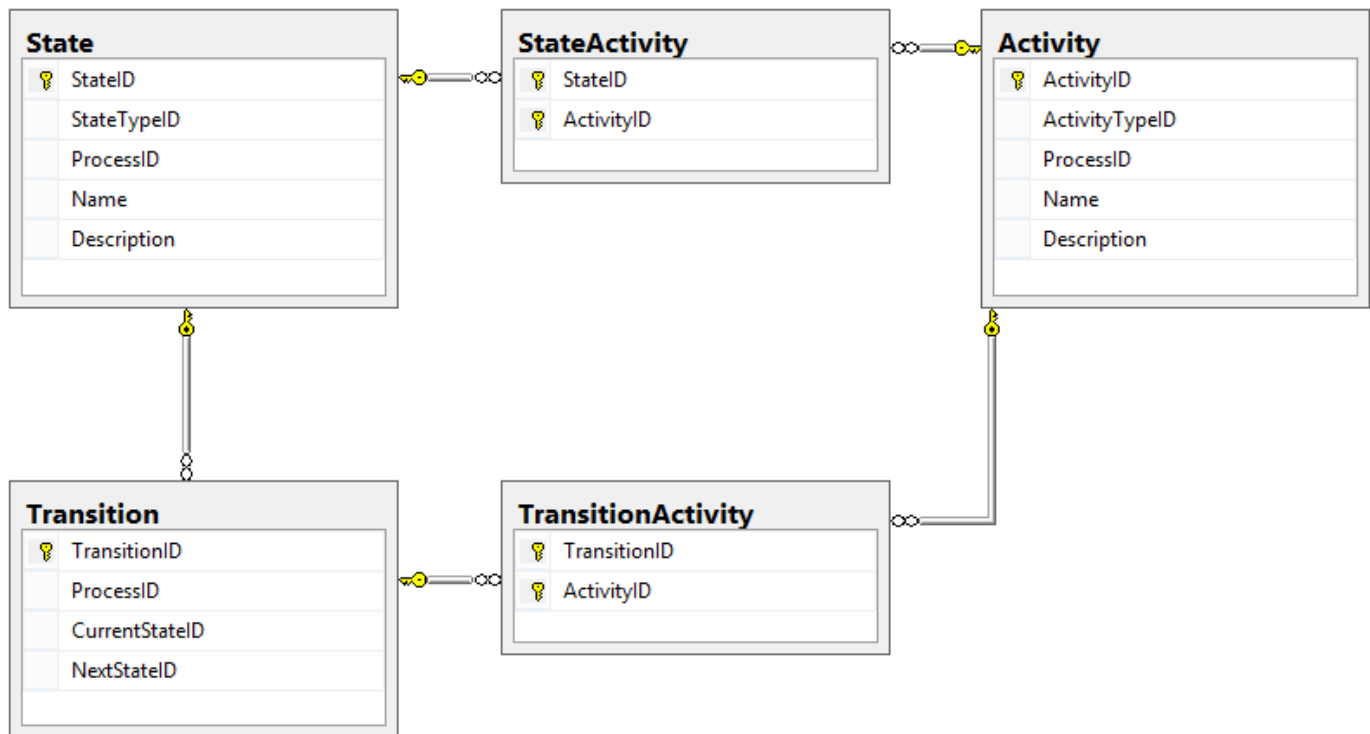 State
StateID
StateTypeID
ProcessID
Name
Description
StateActivity
StateID
ActivityID
Activity
ActivityID
ActivityTypeID
ProcessID
Name
Description
Transition
TransitionID
ProcessID
CurrentStateID
NextStateID
TransitionActivity
TransitionID
ActivityID